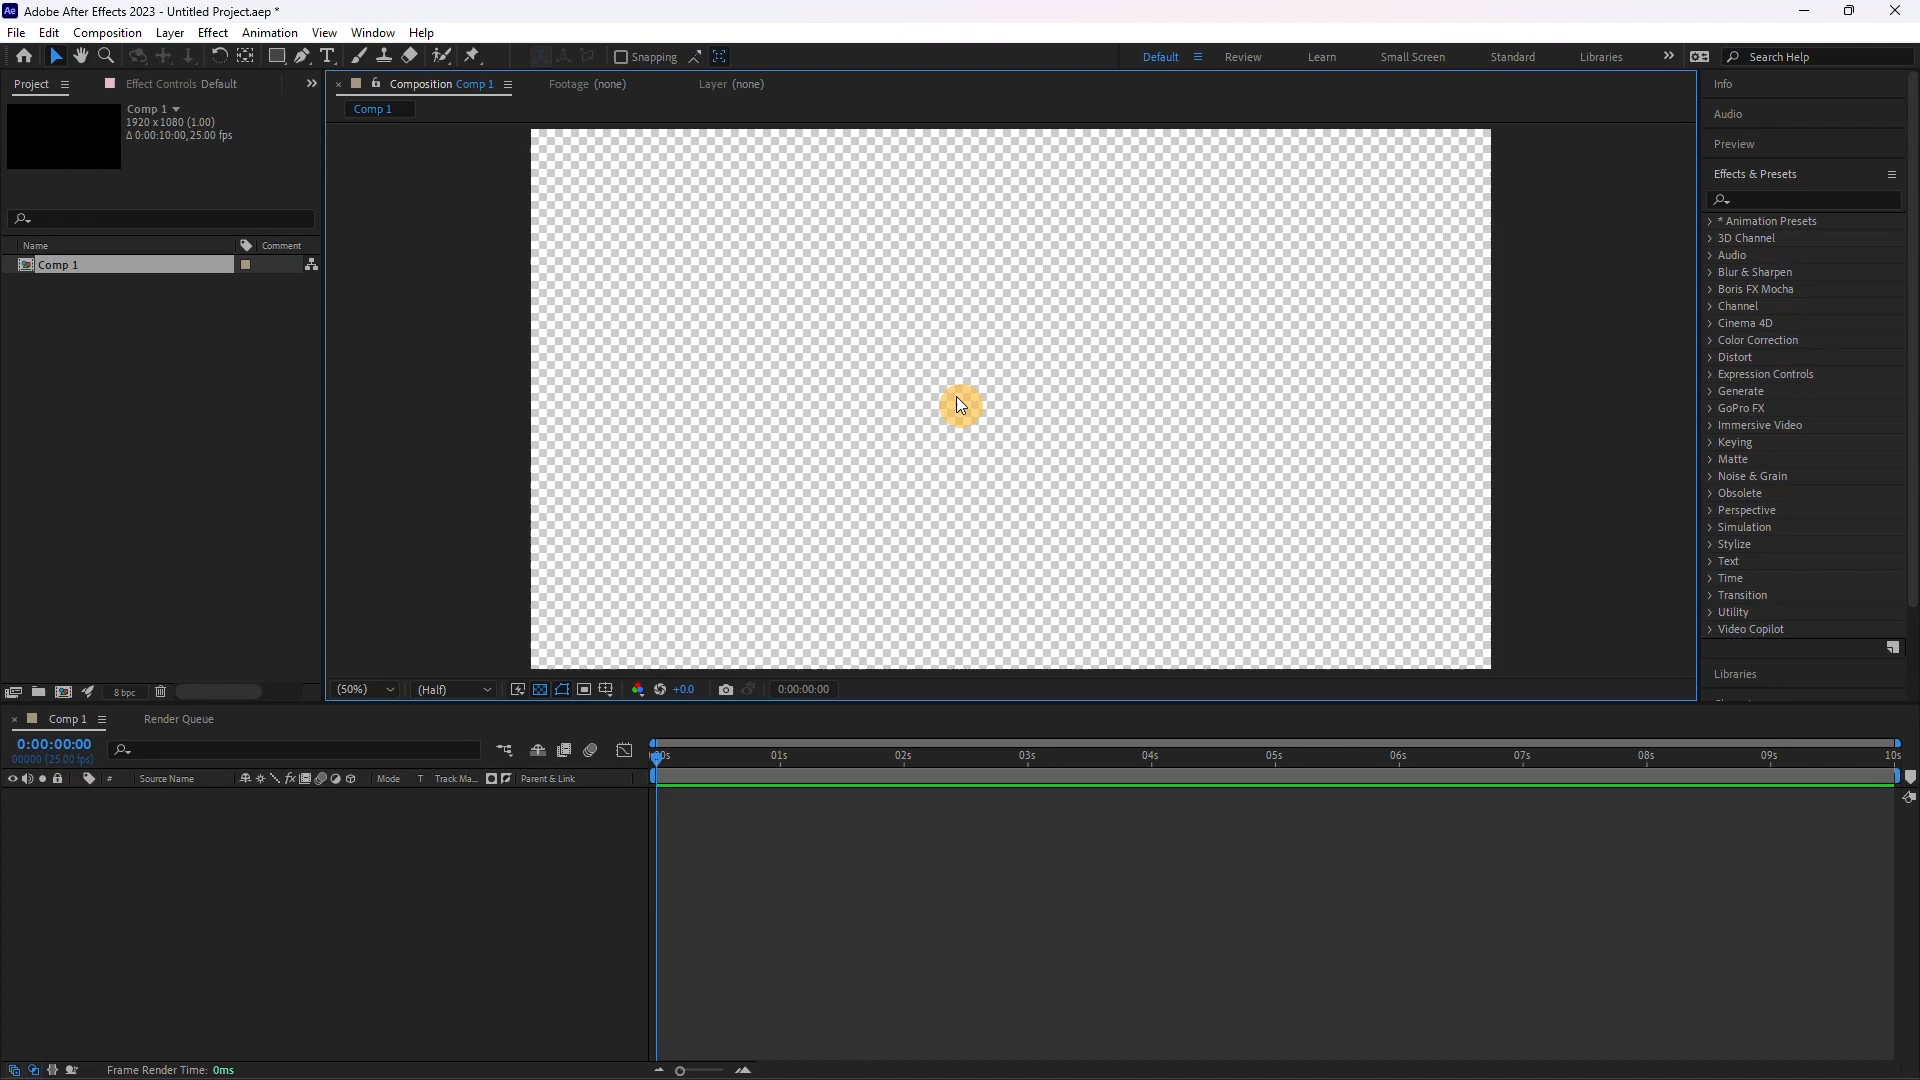 Adobe After Effects 2023 - Untitled Project.aep *
File Edit Composition Layer Effect Animation View Window Help
Snapping
Default Review Learn Small Screen Standard Libraries » Search Help
Project Effect Controls Default »
Composition Comp 1 Footage (none) Layer (none)
Comp 1
Comp 1
1920 x 1080 (1.00)
Δ 0:00:10:00, 25.00 fps
Name Comment
Comp 1
8 bpc
(50%) (Half) +0.0 0:00:00:00
Info
Audio
Preview
Effects & Presets
* Animation Presets
3D Channel
Audio
Blur & Sharpen
Boris FX Mocha
Channel
Cinema 4D
Color Correction
Distort
Expression Controls
Generate
GoPro FX
Immersive Video
Keying
Matte
Noise & Grain
Obsolete
Perspective
Simulation
Stylize
Text
Time
Transition
Utility
Video Copilot
Libraries
Comp 1 Render Queue
0:00:00:00
00000 (25.00 fps)
01s 02s 03s 04s 05s 06s 07s 08s 09s 10s
# Source Name Mode T Track Ma... Parent & Link
Frame Render Time: 0ms